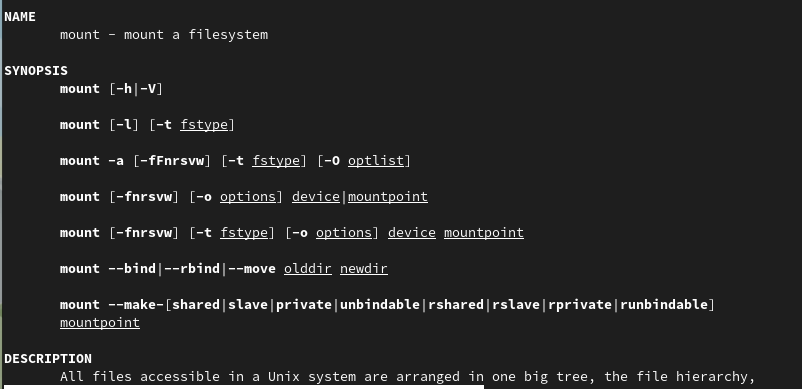 NAME
mount - mount a filesystem
SYNOPSIS
mount [-h|-V]
mount [-l] [-t fstype]
mount -a [-fFnrsvw] [-t fstype] [-O optlist]
mount [-fnrsvw] [-o options] device|mountpoint
mount [-fnrsvw] [-t fstype] [-o options] device mountpoint
mount --bind|--rbind|--move olddir newdir
mount --make-[shared|slave|private|unbindable|rshared|rslave|rprivate|runbindable]
mountpoint
DESCRIPTION
All files accessible in a Unix system are arranged in one big tree, the file hierarchy,